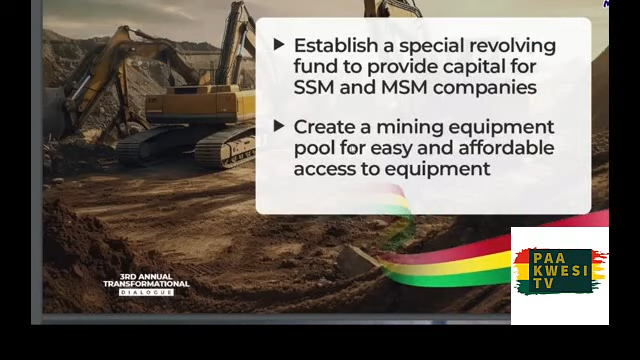 Establish a special revolving
fund to provide capital for
SSM and MSM companies
Create a mining equipment
pool for easy and affordable
access to equipment
3RD ANNUAL
TRANSFORMATIONAL
DIALOGUE
PAA
KWESI
TV